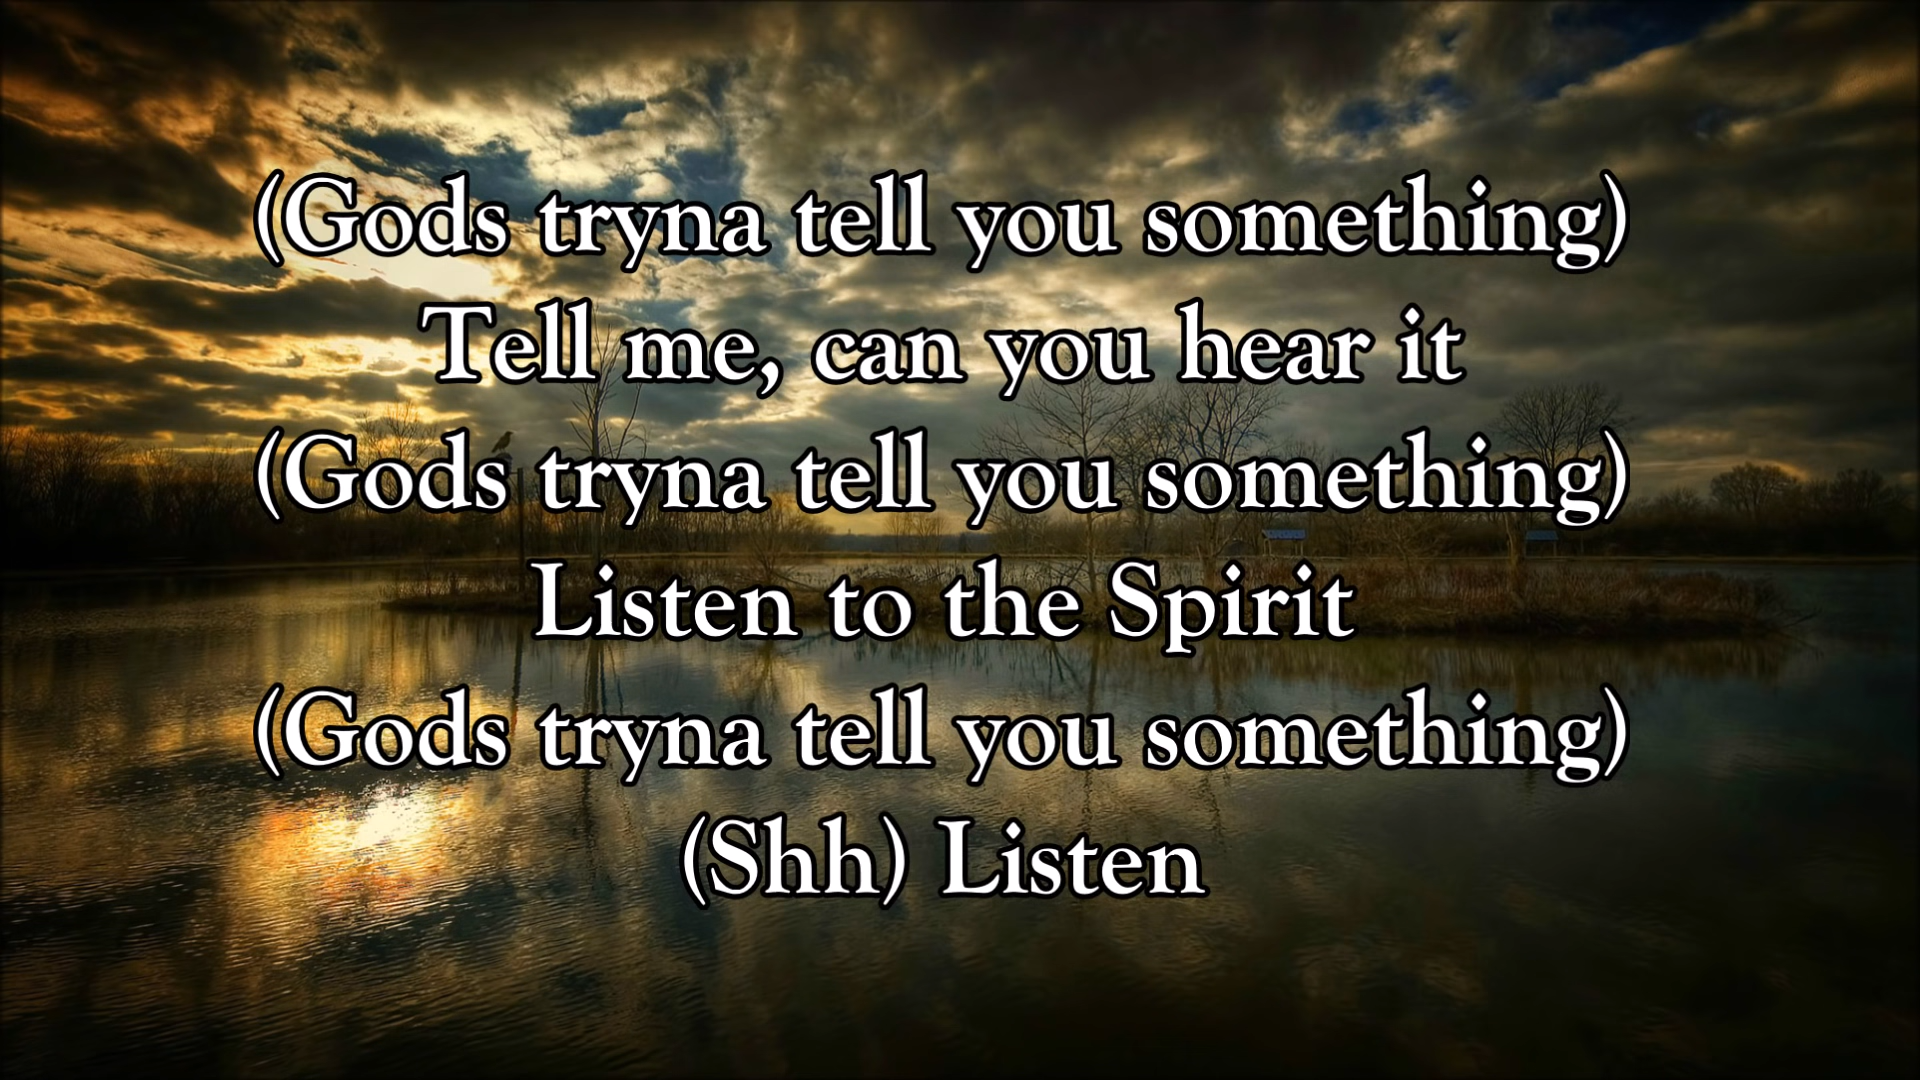 (Gods tryna tell you something)
Tell me, can you hear it
(Gods tryna tell you something)
Listen to the Spirit
(Gods tryna tell you something)
(Shh) Listen